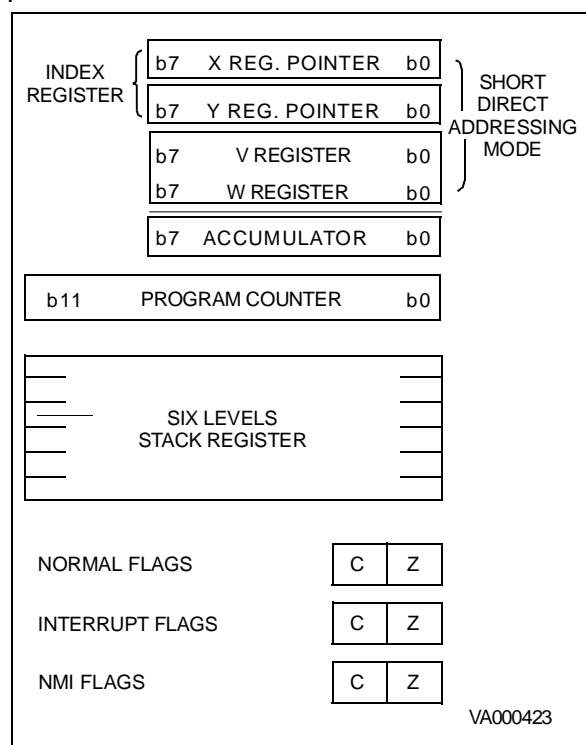 INDEX
REGISTER
b7 X REG. POINTER b0
b7 Y REG. POINTER b0
b7 V REGISTER b0
b7 W REGISTER b0
SHORT
DIRECT
ADDRESSING
MODE
b7 ACCUMULATOR b0
b11 PROGRAM COUNTER b0
SIX LEVELS
STACK REGISTER
NORMAL FLAGS C Z
INTERRUPT FLAGS C Z
NMI FLAGS C Z
VA000423